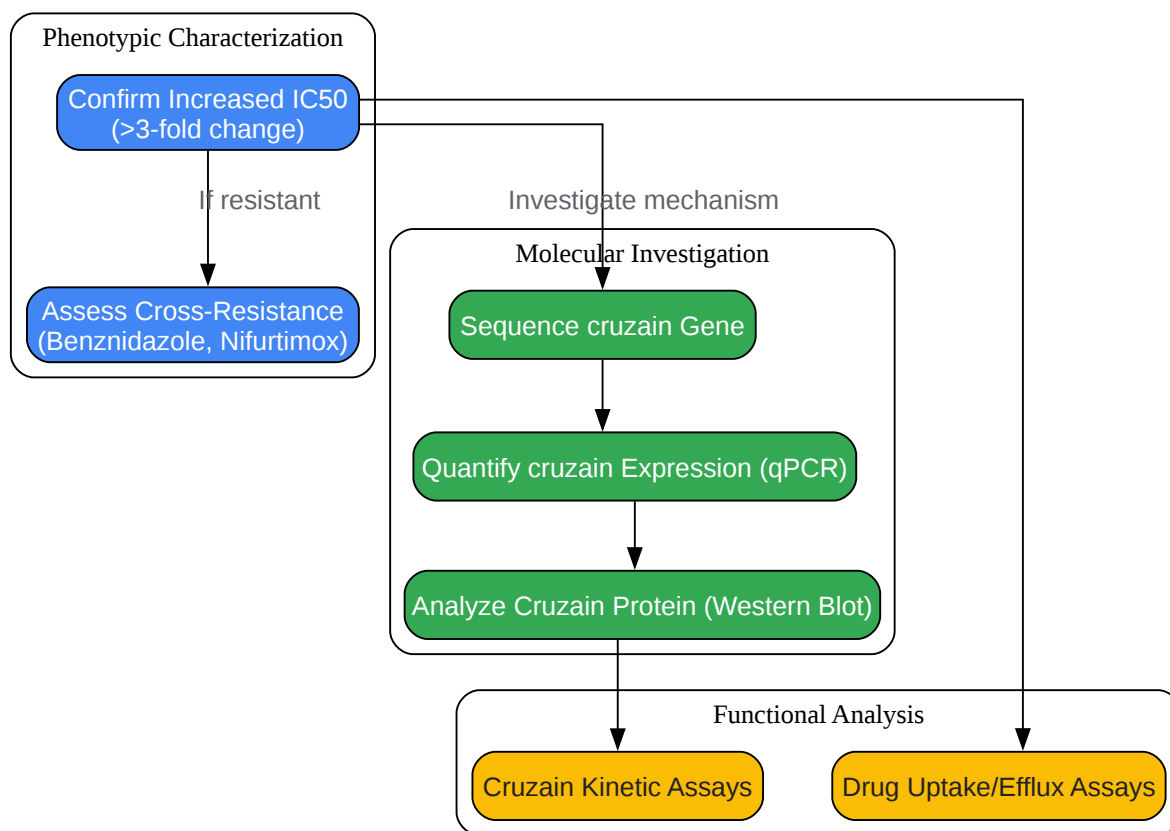 Phenotypic Characterization
Confirm Increased IC50
(>3-fold change)
If resistant
Investigate mechanism
Molecular Investigation
Assess Cross-Resistance
(Benznidazole, Nifurtimox)
Sequence cruzain Gene
Quantify cruzain Expression (qPCR)
Analyze Cruzain Protein (Western Blot)
Functional Analysis
Cruzain Kinetic Assays
Drug Uptake/Efflux Assays